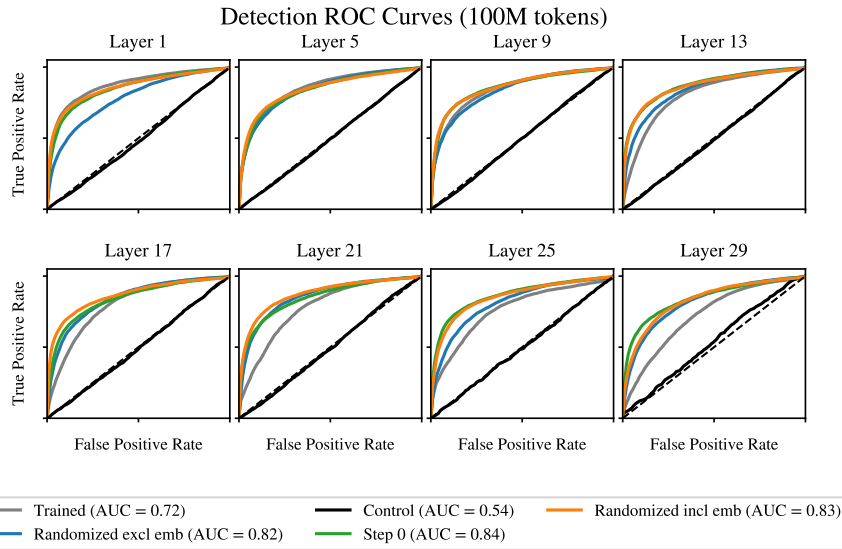 Detection ROC Curves (100M tokens)
Layer 1 Layer 5 Layer 9 Layer 13
True Positive Rate
Layer 17 Layer 21 Layer 25 Layer 29
True Positive Rate
False Positive Rate False Positive Rate False Positive Rate False Positive Rate
Trained (AUC = 0.72) Control (AUC = 0.54) Randomized incl emb (AUC = 0.83)
Randomized excl emb (AUC = 0.82) Step 0 (AUC = 0.84)